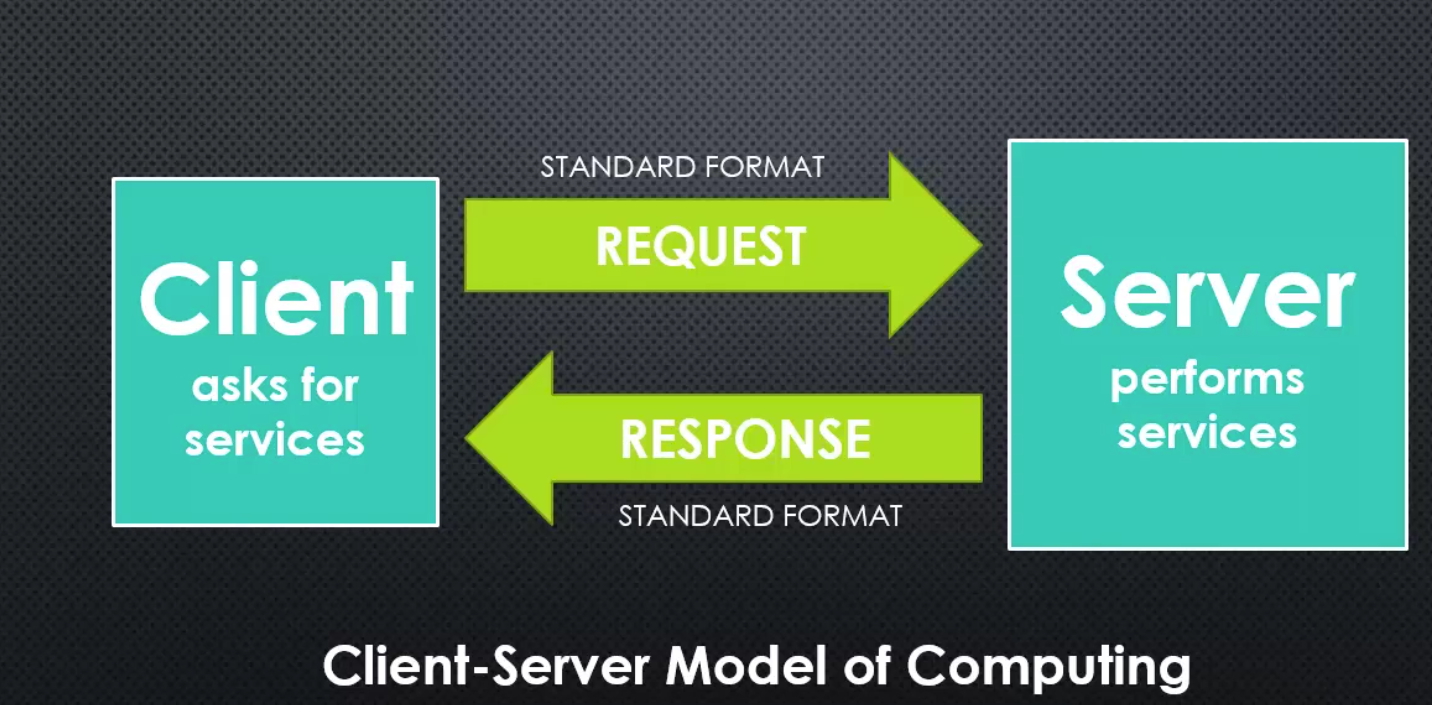 STANDARD FORMAT
REQUEST
Client
asks for
services
Server
performs
services
RESPONSE
STANDARD FORMAT
Client-Server Model of Computing